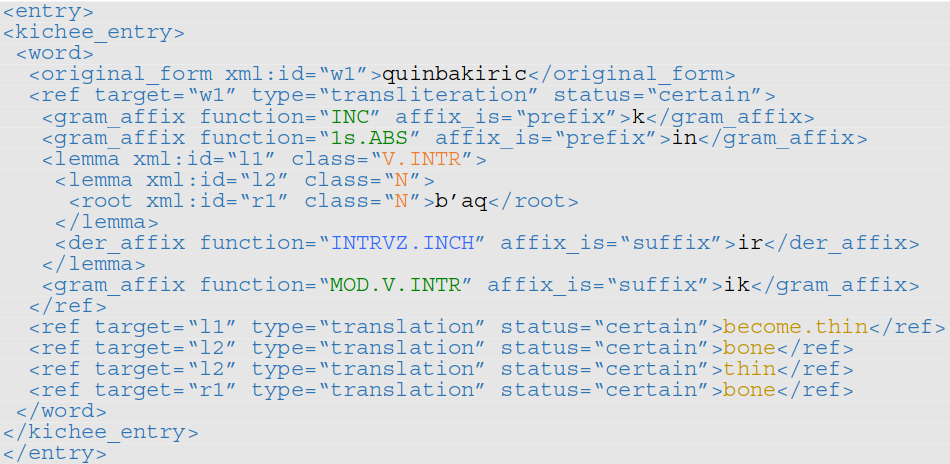 <entry>
<kichee_entry>
<word>
<original_form xml:id=“w1”>quinbakiric</original_form>
<ref target=“w1” type=“transliteration” status=“certain”>
<gram_affix function=“INC” affix_is=“prefix”>k</gram_affix>
<gram_affix function=“1s.ABS” affix_is=“prefix”>in</gram_affix>
<lemma xml:id=“l1” class=“V.INTR”>
<lemma xml:id=“l2” class=“N”>
<root xml:id=“r1” class=“N”>b’aq</root>
</lemma>
<der_affix function=“INTRVZ.INCH” affix_is=“suffix”>ir</der_affix>
</lemma>
<gram_affix function=“MOD.V.INTR” affix_is=“suffix”>ik</gram_affix>
</ref>
<ref target=“l1” type=“translation” status=“certain”>become.thin</ref>
<ref target=“l2” type=“translation” status=“certain”>bone</ref>
<ref target=“l2” type=“translation” status=“certain”>thin</ref>
<ref target=“r1” type=“translation” status=“certain”>bone</ref>
</word>
</kichee_entry>
</entry>